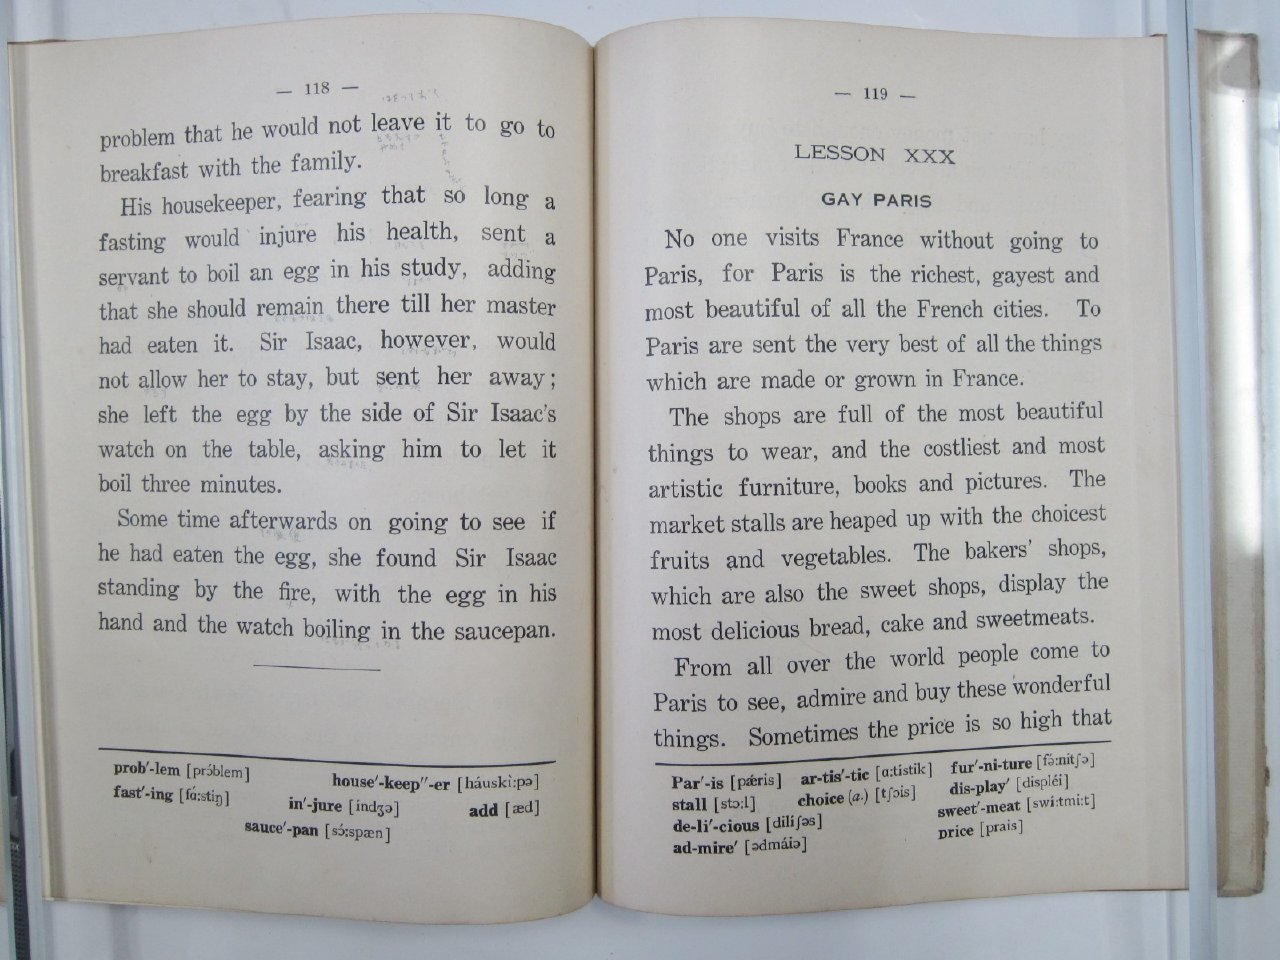 — 118 —
problem that he would not leave it to go to
breakfast with the family.
His housekeeper, fearing that so long a
fasting would injure his health, sent a
servant to boil an egg in his study, adding
that she should remain there till her master
had eaten it. Sir Isaac, however, would
not allow her to stay, but sent her away;
she left the egg by the side of Sir Isaac's
watch on the table, asking him to let it
boil three minutes.
Some time afterwards on going to see if
he had eaten the egg, she found Sir Isaac
standing by the fire, with the egg in his
hand and the watch boiling in the saucepan.
prob′-lem [prɔ́blem] house′-keep″-er [háuski:pə]
fast′-ing [fɑ́:stiŋ] in′-jure [índʒə] add [æd]
sauce′-pan [sɔ́:spæn]
— 119 —
LESSON XXX
GAY PARIS
No one visits France without going to
Paris, for Paris is the richest, gayest and
most beautiful of all the French cities. To
Paris are sent the very best of all the things
which are made or grown in France.
The shops are full of the most beautiful
things to wear, and the costliest and most
artistic furniture, books and pictures. The
market stalls are heaped up with the choicest
fruits and vegetables. The bakers' shops,
which are also the sweet shops, display the
most delicious bread, cake and sweetmeats.
From all over the world people come to
Paris to see, admire and buy these wonderful
things. Sometimes the price is so high that
Par′-is [pǽris] ar-tis′-tic [ɑ:tístik] fur′-ni-ture [fə́:nitʃə]
stall [stɔ:l] choice (a.) [tʃɔis] dis-play′ [displéi]
de-li′-cious [dilíʃəs] sweet′-meat [swí:tmi:t]
ad-mire′ [ədmáiə] price [prais]